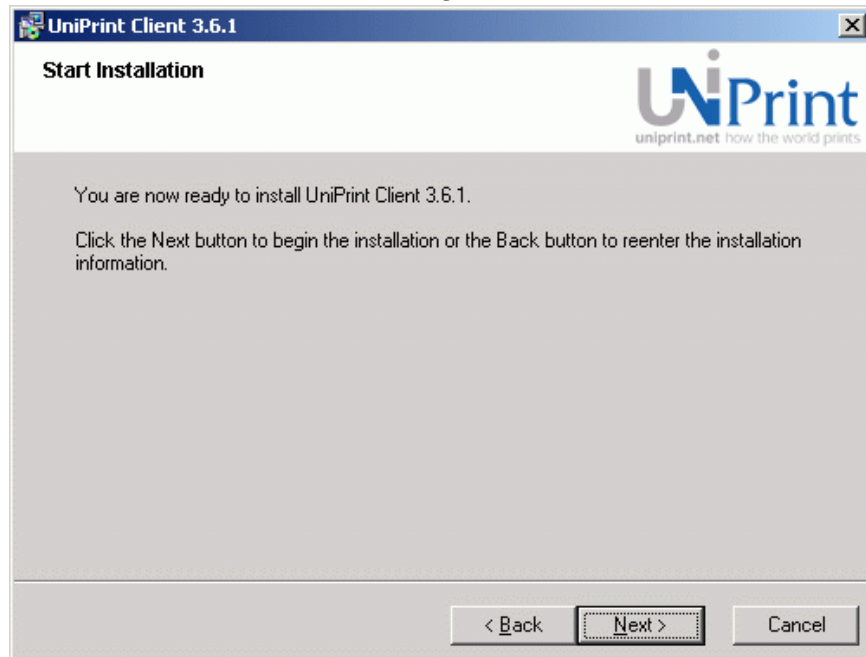 UniPrint Client 3.6.1
Start Installation
UNiPrint
uniprint.net how the world prints
You are now ready to install UniPrint Client 3.6.1.
Click the Next button to begin the installation or the Back button to reenter the installation
information.
< Back Next > Cancel